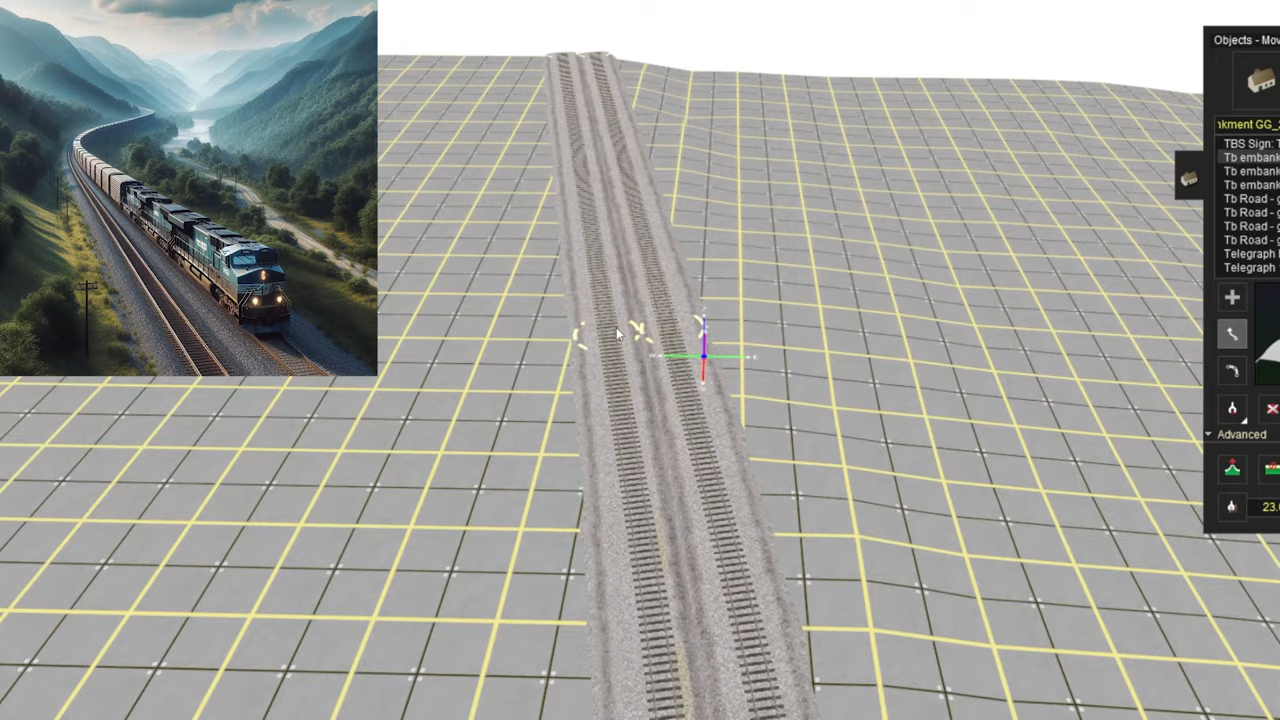 Objects - Mov
nkment GG_
TBS Sign: T
Tb embank
Tb embank
Tb embank
Tb Road - g
Tb Road - g
Tb Road - g
Tb Road - g
Telegraph
Telegraph
Advanced
23.